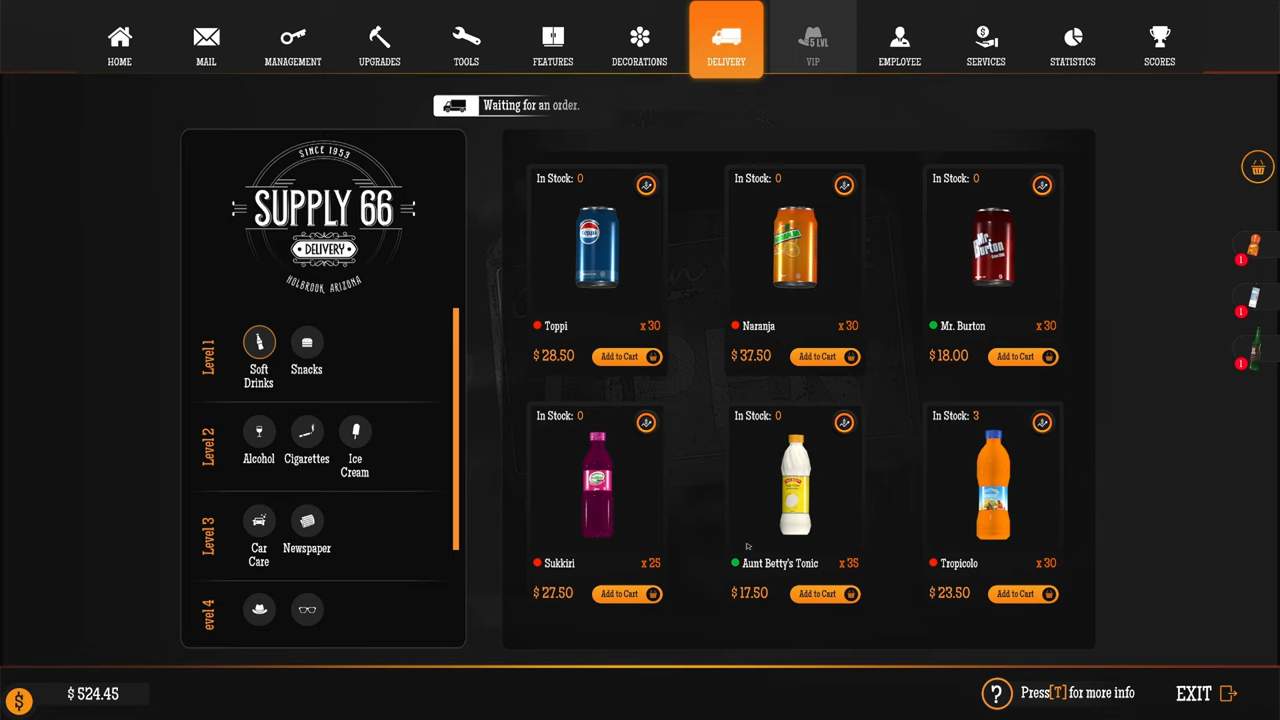 HOME
MAIL
MANAGEMENT
UPGRADES
TOOLS
FEATURES
DECORATIONS
DELIVERY
5 LVL
VIP
EMPLOYEE
SERVICES
STATISTICS
SCORES
Waiting for an order.
SINCE 1953
SUPPLY 66
DELIVERY
HOLBROOK, ARIZONA
Level 1
Soft Drinks
Snacks
Level 2
Alcohol
Cigarettes
Ice Cream
Level 3
Car Care
Newspaper
evel 4
In Stock: 0
Toppi x 30
$ 28.50 Add to Cart
In Stock: 0
Naranja x 30
$ 37.50 Add to Cart
In Stock: 0
Mr. Burton
Mr. Burton x 30
$ 18.00 Add to Cart
In Stock: 0
Sukkiri x 25
$ 27.50 Add to Cart
In Stock: 0
Aunt Betty's Tonic x 35
$ 17.50 Add to Cart
In Stock: 3
Tropicolo x 30
$ 23.50 Add to Cart
1
1
1
$
$ 524.45
?
Press[T] for more info
EXIT